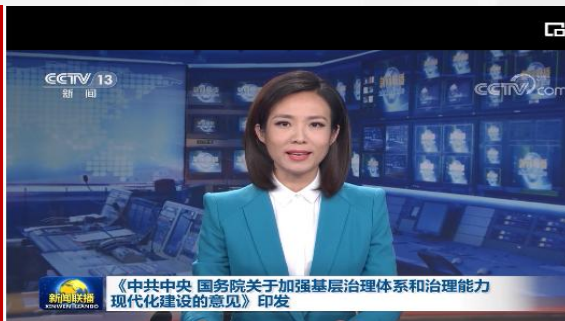 CCTV 13
新 闻
CCTV.com
新闻联播
XINWENLIANBO
《中共中央 国务院关于加强基层治理体系和治理能力
现代化建设的意见》印发